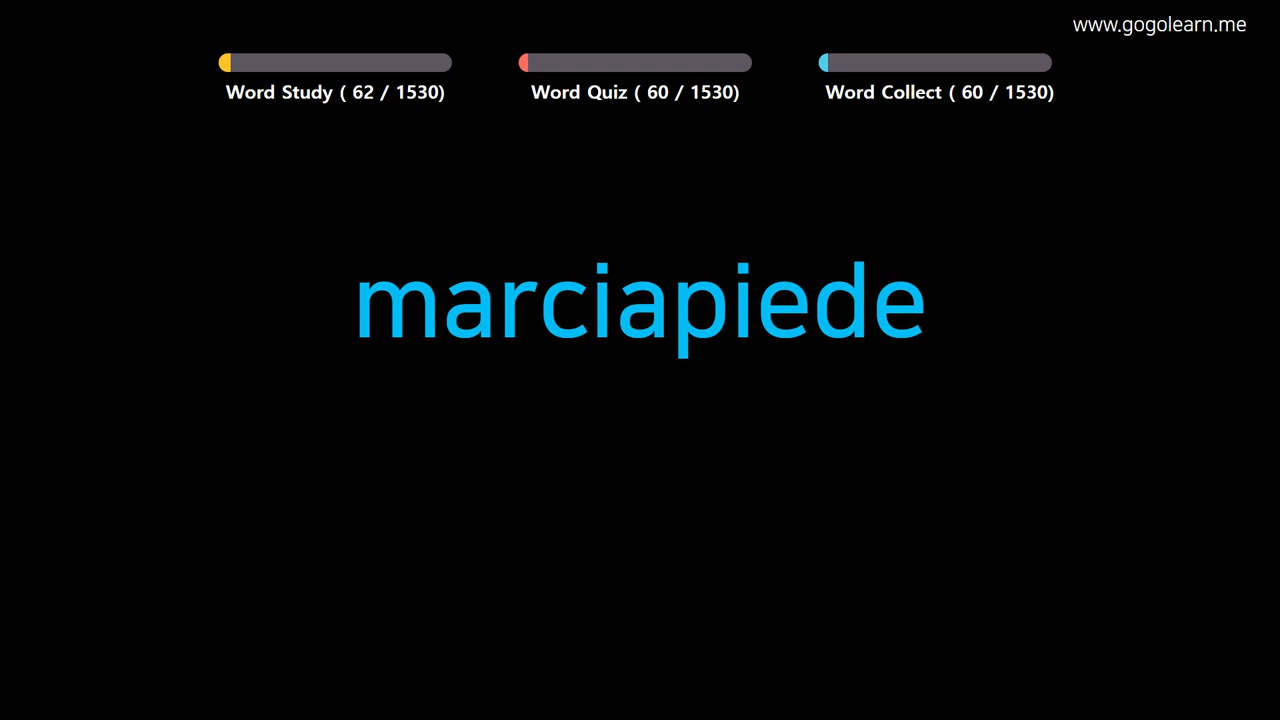 www.gogolearn.me
Word Study ( 62 / 1530)
Word Quiz ( 60 / 1530)
Word Collect ( 60 / 1530)
marciapiede